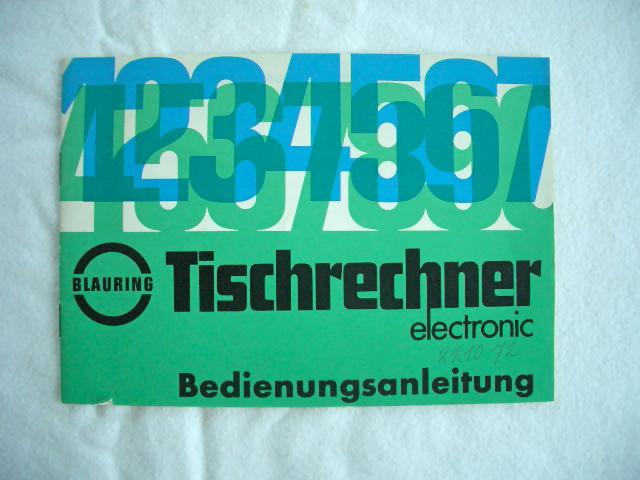 1234567
BLAURING
Tischrechner
electronic
21.10 72
Bedienungsanleitung